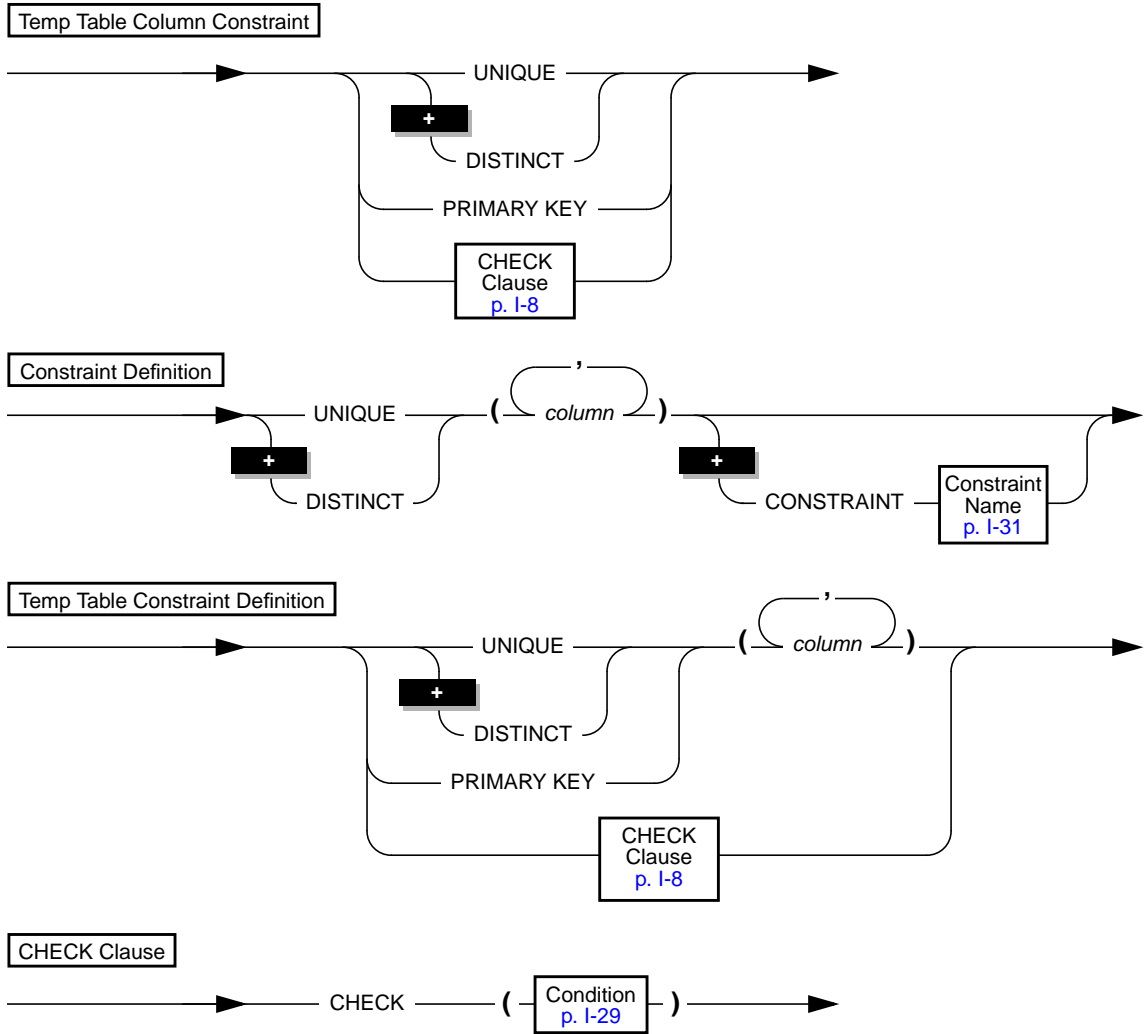 Temp Table Column Constraint
UNIQUE
+
DISTINCT
PRIMARY KEY
CHECK
Clause
p. I-8
Constraint Definition
UNIQUE ( column , )
+
DISTINCT
+
CONSTRAINT
Constraint
Name
p. I-31
Temp Table Constraint Definition
UNIQUE ( column , )
+
DISTINCT
PRIMARY KEY
CHECK
Clause
p. I-8
CHECK Clause
CHECK ( Condition )
p. I-29